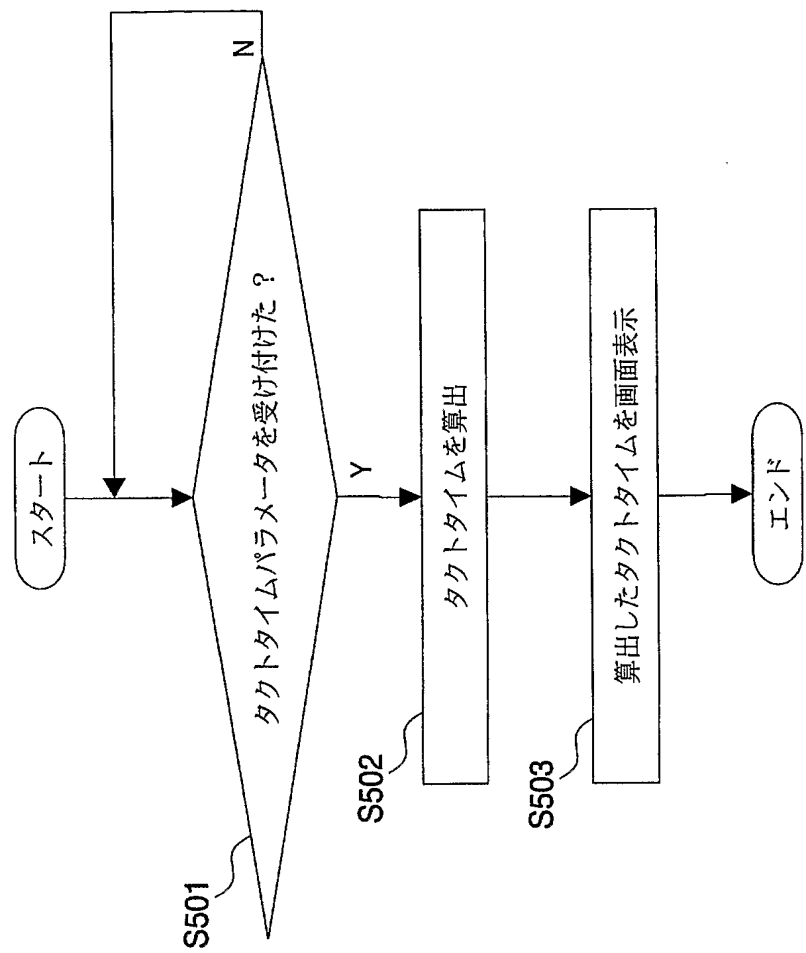 スタート
S501
タクトタイムパラメータを受け付けた？
N
Y
S502
タクトタイムを算出
S503
算出したタクトタイムを画面表示
エンド